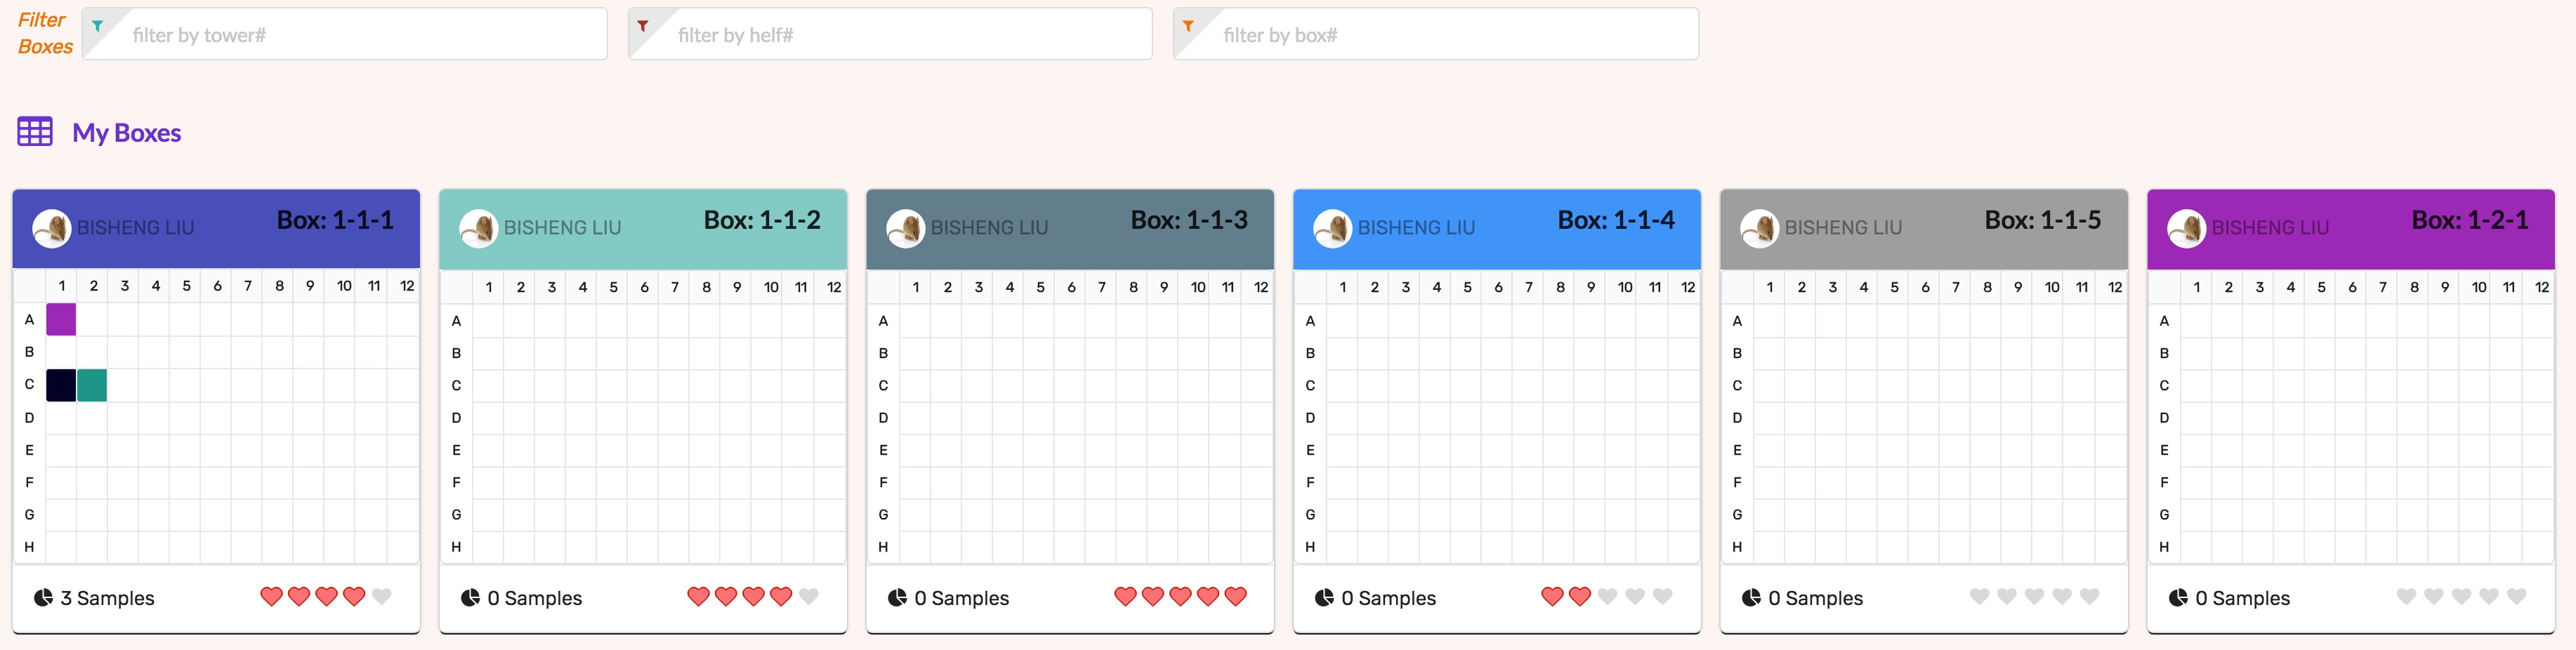 Filter
Boxes
filter by tower#
filter by helf#
filter by box#
My Boxes
BISHENG LIU
Box: 1-1-1
1 2 3 4 5 6 7 8 9 10 11 12
A
B
C
D
E
F
G
H
3 Samples
BISHENG LIU
Box: 1-1-2
1 2 3 4 5 6 7 8 9 10 11 12
A
B
C
D
E
F
G
H
0 Samples
BISHENG LIU
Box: 1-1-3
1 2 3 4 5 6 7 8 9 10 11 12
A
B
C
D
E
F
G
H
0 Samples
BISHENG LIU
Box: 1-1-4
1 2 3 4 5 6 7 8 9 10 11 12
A
B
C
D
E
F
G
H
0 Samples
BISHENG LIU
Box: 1-1-5
1 2 3 4 5 6 7 8 9 10 11 12
A
B
C
D
E
F
G
H
0 Samples
BISHENG LIU
Box: 1-2-1
1 2 3 4 5 6 7 8 9 10 11 12
A
B
C
D
E
F
G
H
0 Samples